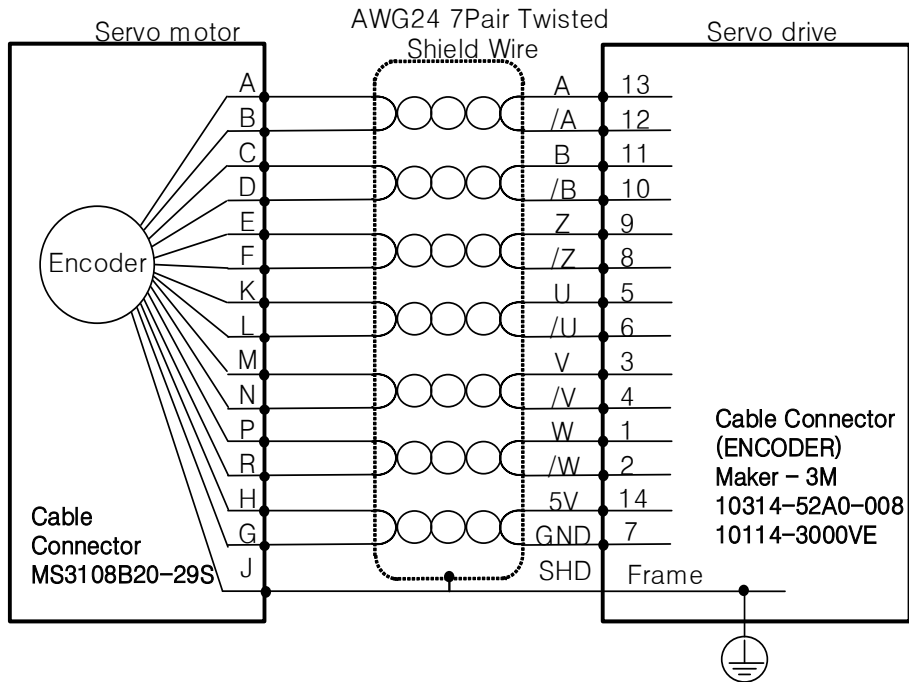 AWG24 7Pair Twisted
Shield Wire
Servo motor
Servo drive
A A 13
B /A 12
C B 11
D /B 10
E Z 9
Encoder
F /Z 8
K U 5
L /U 6
M V 3
N /V 4
P W 1
R /W 2
H 5V 14
G GND 7
J SHD Frame
Cable
Connector
MS3108B20-29S
Cable Connector
(ENCODER)
Maker - 3M
10314-52A0-008
10114-3000VE